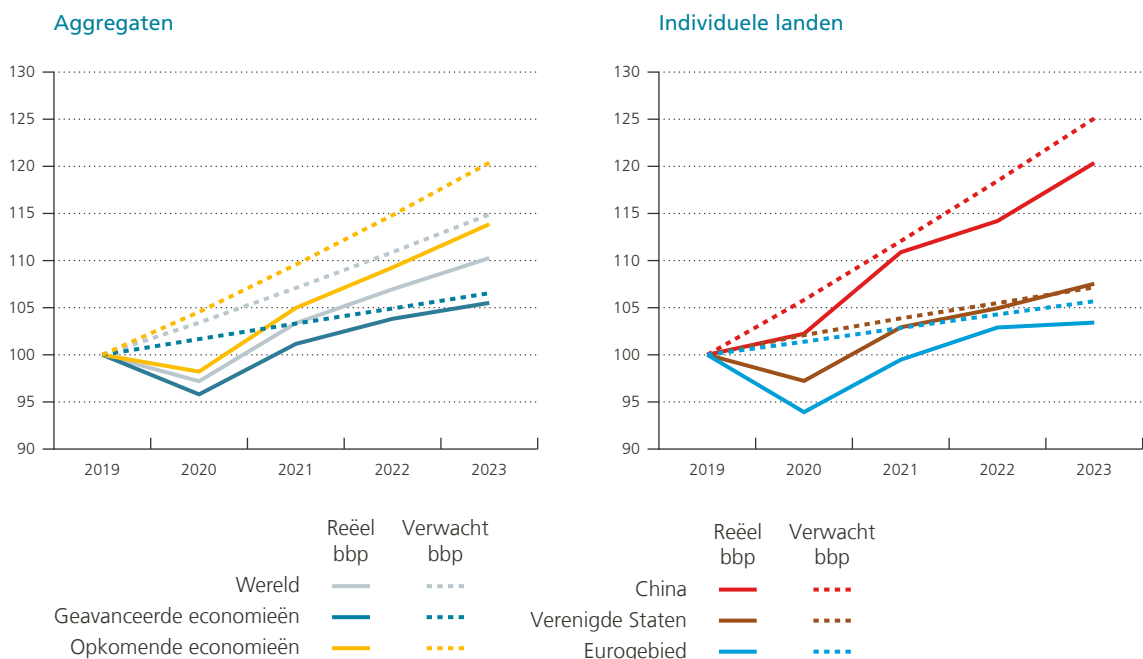 Aggregaten
130
125
120
115
110
105
100
95
90
2019 2020 2021 2022 2023
Reëel Verwacht
bbp bbp
Wereld
Geavanceerde economieën
Opkomende economieën
Individuele landen
130
125
120
115
110
105
100
95
90
2019 2020 2021 2022 2023
Reëel Verwacht
bbp bbp
China
Verenigde Staten
Eurogebied